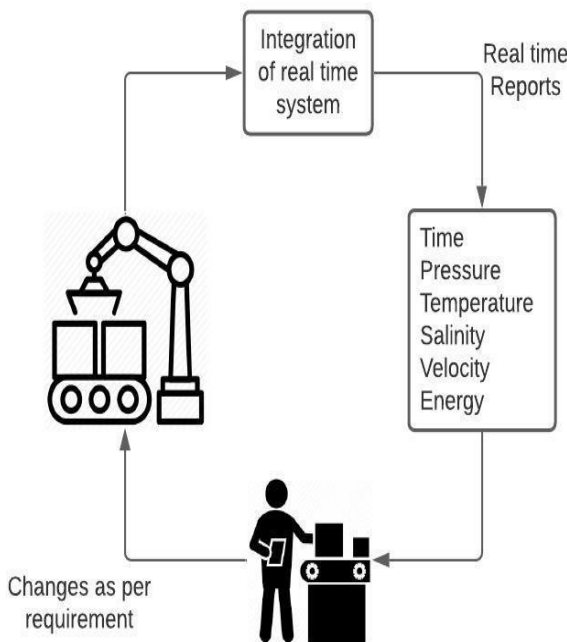 Integration
of real time
system
Real time
Reports
Time
Pressure
Temperature
Salinity
Velocity
Energy
Changes as per
requirement